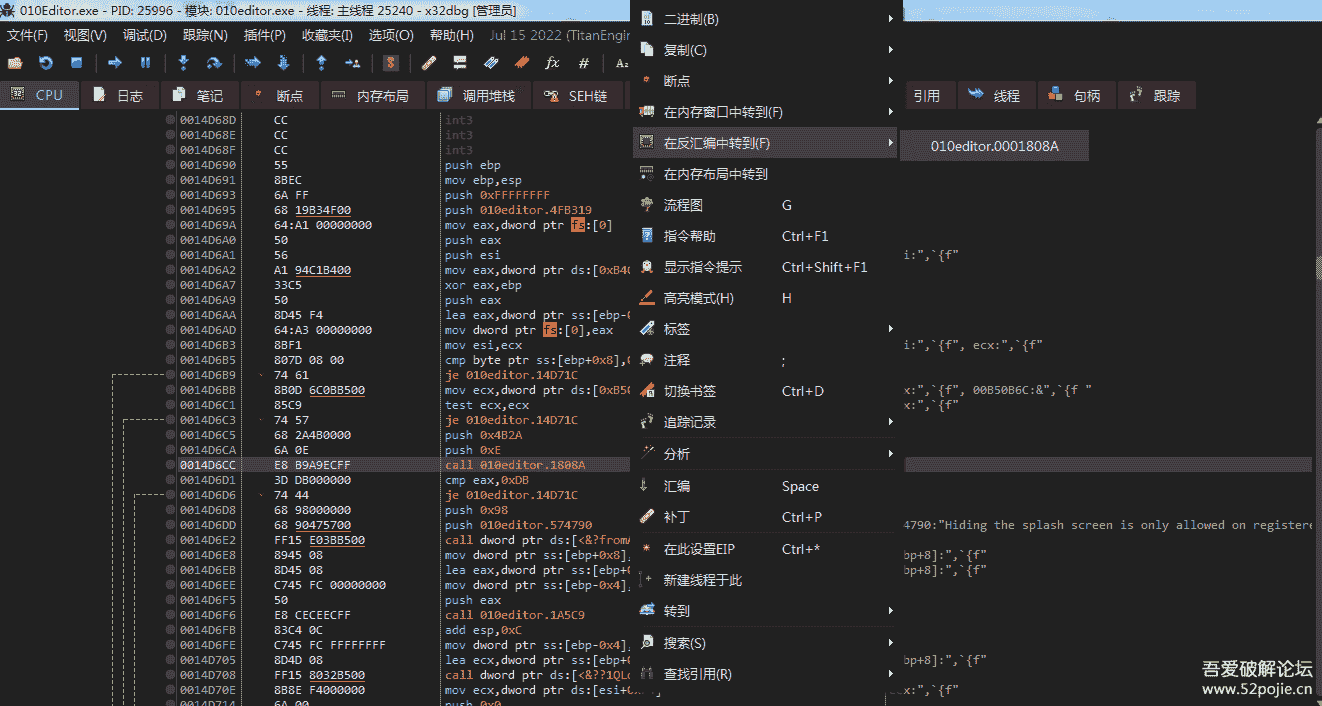 010Editor.exe - PID: 25996 - 模块: 010editor.exe - 线程: 主线程 25240 - x32dbg [管理员]
文件(F) 视图(V) 调试(D) 跟踪(N) 插件(P) 收藏夹(I) 选项(O) 帮助(H) Jul 15 2022 (TitanEngin
CPU 日志 笔记 断点 内存布局 调用堆栈 SEH链 引用 线程 句柄 跟踪
0014D68D CC int3
0014D68E CC int3
0014D68F CC int3
0014D690 55 push ebp
0014D691 8BEC mov ebp,esp
0014D693 6A FF push 0xFFFFFFFF
0014D695 68 19B34F00 push 010editor.4FB319
0014D69A 64:A1 00000000 mov eax,dword ptr fs:[0]
0014D6A0 50 push eax
0014D6A1 56 push esi i:",`{f"
0014D6A2 A1 94C1B400 mov eax,dword ptr ds:[0xB4C
0014D6A7 33C5 xor eax,ebp
0014D6A9 50 push eax
0014D6AA 8D45 F4 lea eax,dword ptr ss:[ebp-
0014D6AD 64:A3 00000000 mov dword ptr fs:[0],eax
0014D6B3 8BF1 mov esi,ecx i:",`{f", ecx:",`{f"
0014D6B5 807D 08 00 cmp byte ptr ss:[ebp+0x8],
0014D6B9 74 61 je 010editor.14D71C
0014D6BB 8B0D 6C0BB500 mov ecx,dword ptr ds:[0xB50 x:",`{f", 00B50B6C:&",`{f "
0014D6C1 85C9 test ecx,ecx x:",`{f"
0014D6C3 74 57 je 010editor.14D71C
0014D6C5 68 2A4B0000 push 0x4B2A
0014D6CA 6A 0E push 0xE
0014D6CC E8 B9A9ECFF call 010editor.1808A
0014D6D1 3D DB000000 cmp eax,0xDB
0014D6D6 74 44 je 010editor.14D71C
0014D6D8 68 98000000 push 0x98
0014D6DD 68 90475700 push 010editor.574790 4790:"Hiding the splash screen is only allowed on registere
0014D6E2 FF15 E03BB500 call dword ptr ds:[<&?fromA
0014D6E8 8945 08 mov dword ptr ss:[ebp+0x8], bp+8]:",`{f"
0014D6EB 8D45 08 lea eax,dword ptr ss:[ebp+0 bp+8]:",`{f"
0014D6EE C745 FC 00000000 mov dword ptr ss:[ebp-0x4],
0014D6F5 50 push eax
0014D6F6 E8 CECEECFF call 010editor.1A5C9
0014D6FB 83C4 0C add esp,0xC
0014D6FE C745 FC FFFFFFFF mov dword ptr ss:[ebp-0x4],
0014D705 8D4D 08 lea ecx,dword ptr ss:[ebp+0 bp+8]:",`{f"
0014D708 FF15 8032B500 call dword ptr ds:[<&??1QLo
0014D70E 8B8E F4000000 mov ecx,dword ptr ds:[esi+0x x:",`{f"
0014D714 6A 00 push 0x0
二进制(B)
复制(C)
断点
在内存窗口中转到(F)
在反汇编中转到(F) 010editor.0001808A
在内存布局中转到
流程图 G
指令帮助 Ctrl+F1
显示指令提示 Ctrl+Shift+F1
高亮模式(H) H
标签
注释 ;
切换书签 Ctrl+D
追踪记录
分析
汇编 Space
补丁 Ctrl+P
在此设置EIP Ctrl+*
新建线程于此
转到
搜索(S)
查找引用(R)
吾爱破解论坛
www.52pojie.cn